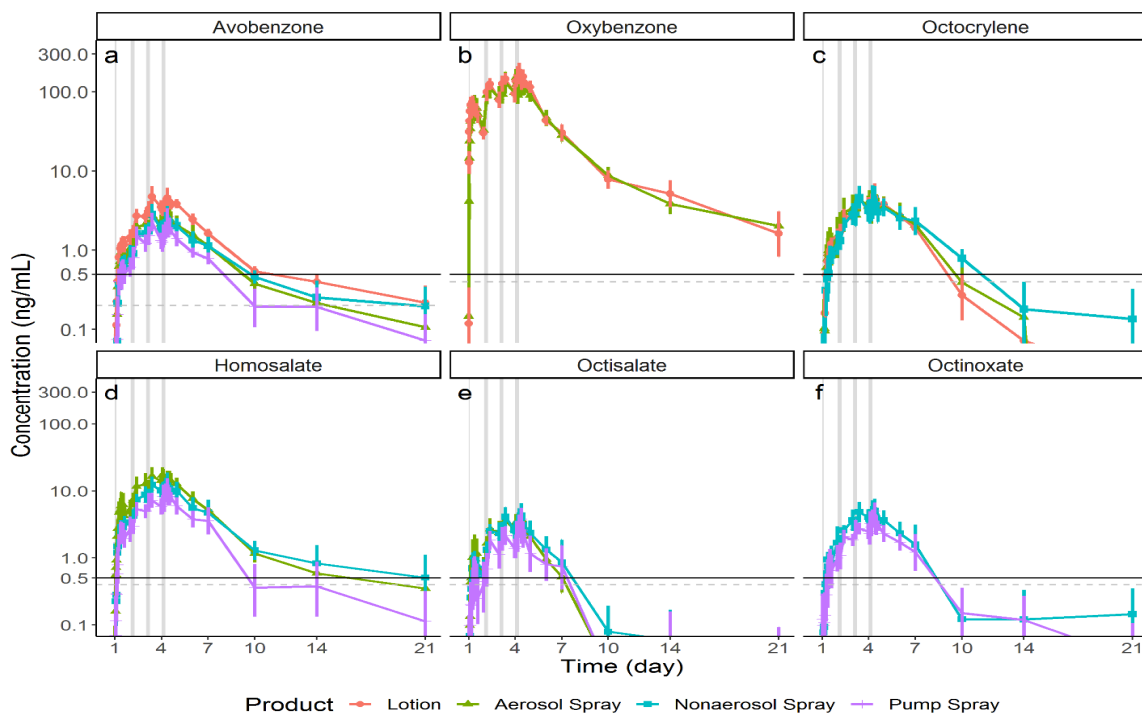 Avobenzone Oxybenzone Octocrylene
a b c
300.0
100.0
10.0
1.0
0.5
0.1
Homosalate Octisalate Octinoxate
d e f
300.0
100.0
10.0
1.0
0.5
0.1
Concentration (ng/mL)
1 4 7 10 14 21 1 4 7 10 14 21 1 4 7 10 14 21
Time (day)
Product Lotion Aerosol Spray Nonaerosol Spray Pump Spray